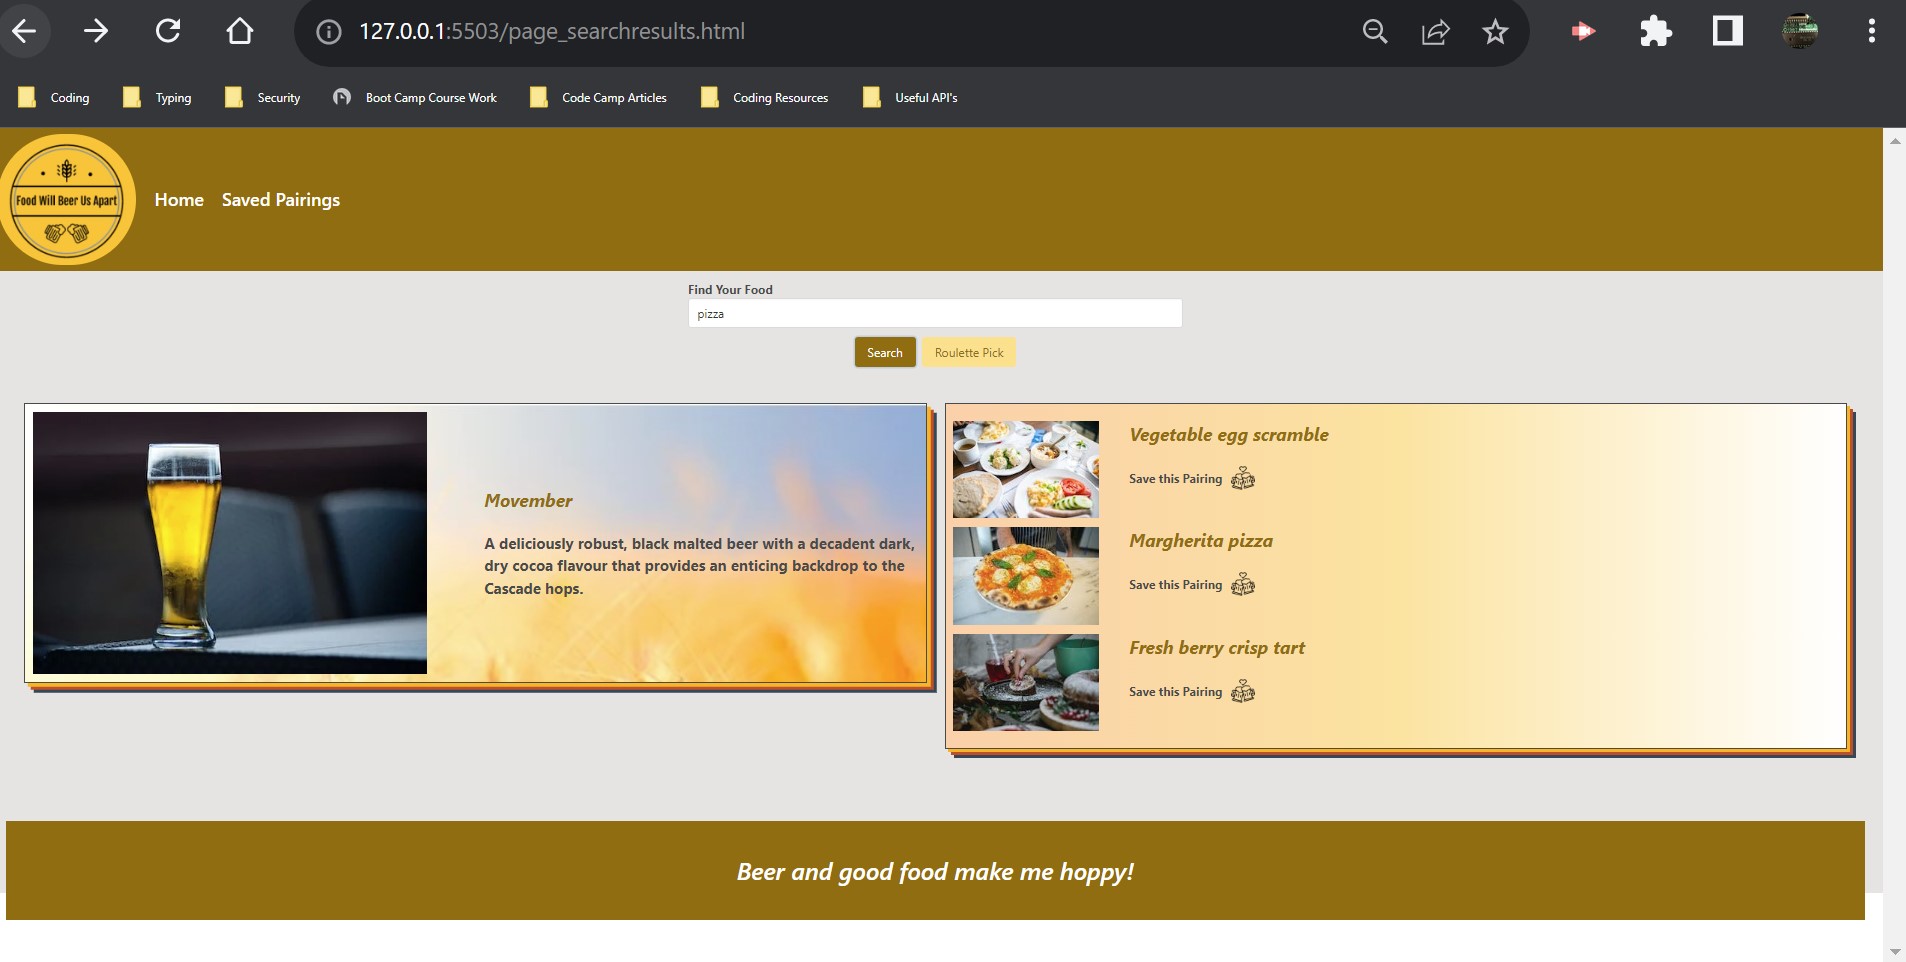 127.0.0.1:5503/page_searchresults.html
Coding Typing Security Boot Camp Course Work Code Camp Articles Coding Resources Useful API's
Food Will Beer Us Apart
Home Saved Pairings
Find Your Food
pizza
Search Roulette Pick
Movember
A deliciously robust, black malted beer with a decadent dark,
dry cocoa flavour that provides an enticing backdrop to the
Cascade hops.
Vegetable egg scramble
Save this Pairing
Margherita pizza
Save this Pairing
Fresh berry crisp tart
Save this Pairing
Beer and good food make me hoppy!